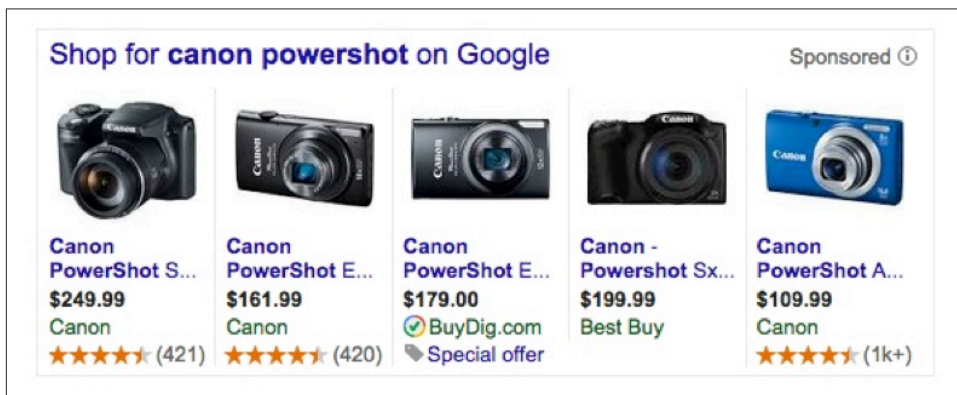 Shop for canon powershot on Google
Sponsored
Canon
PowerShot S...
$249.99
Canon
(421)
Canon
PowerShot E...
$161.99
Canon
(420)
Canon
PowerShot E...
$179.00
BuyDig.com
Special offer
Canon -
Powershot Sx...
$199.99
Best Buy
Canon
PowerShot A...
$109.99
Canon
(1k+)